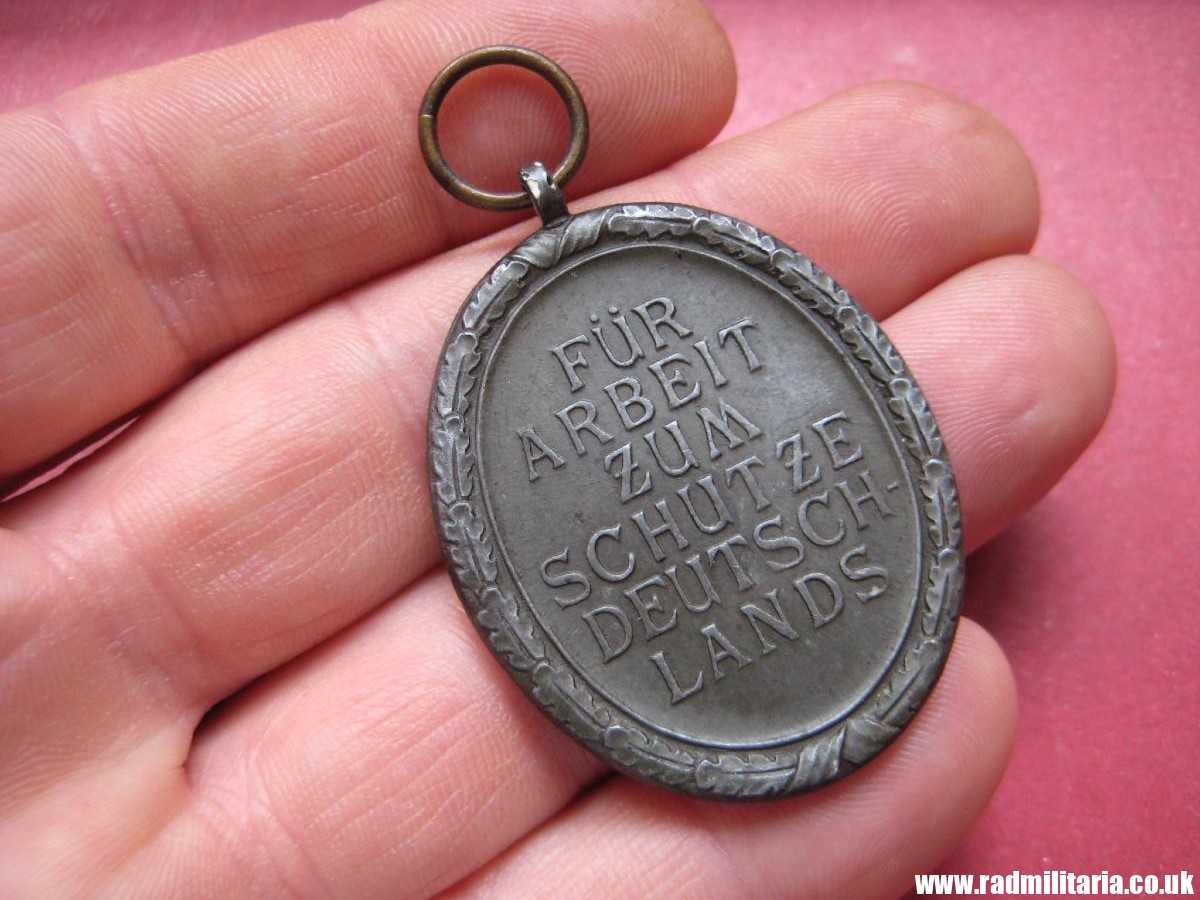 FÜR
ARBEIT
ZUM
SCHUTZE
DEUTSCH-
LANDS
www.radmilitaria.co.uk